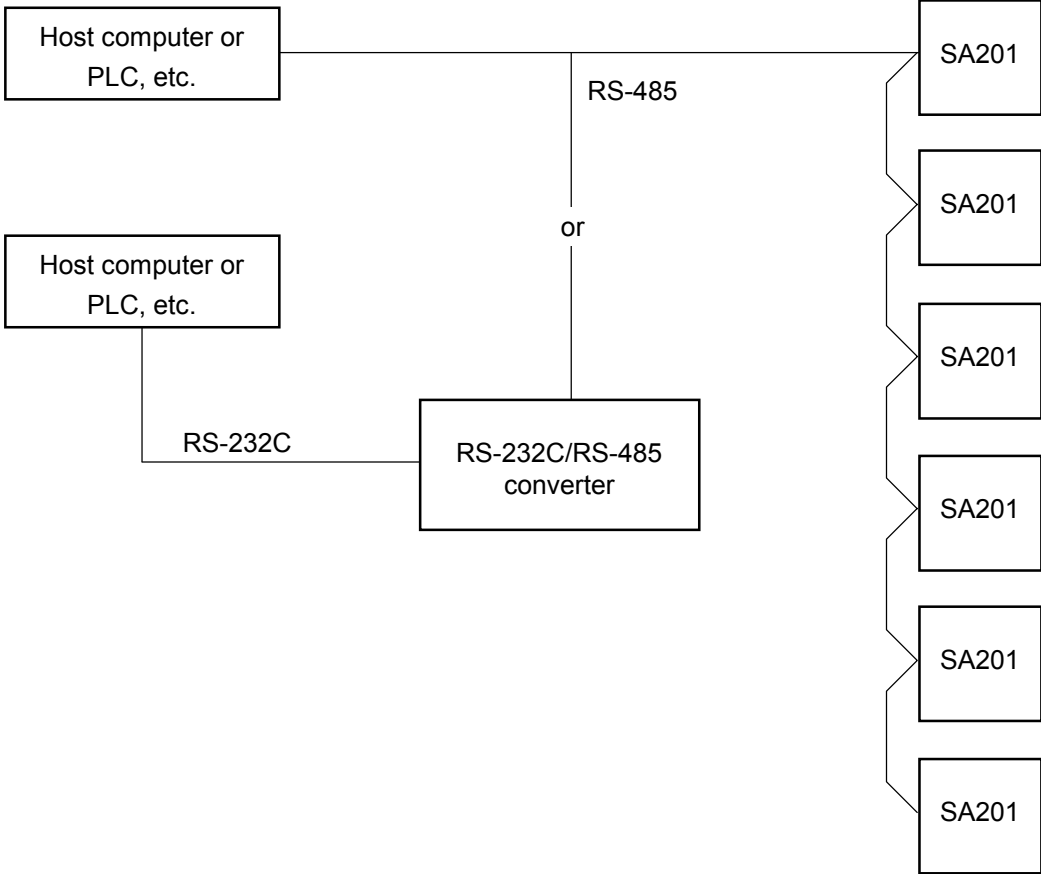 Host computer or
PLC, etc.
RS-485
SA201
SA201
or
Host computer or
PLC, etc.
SA201
RS-232C
RS-232C/RS-485
converter
SA201
SA201
SA201